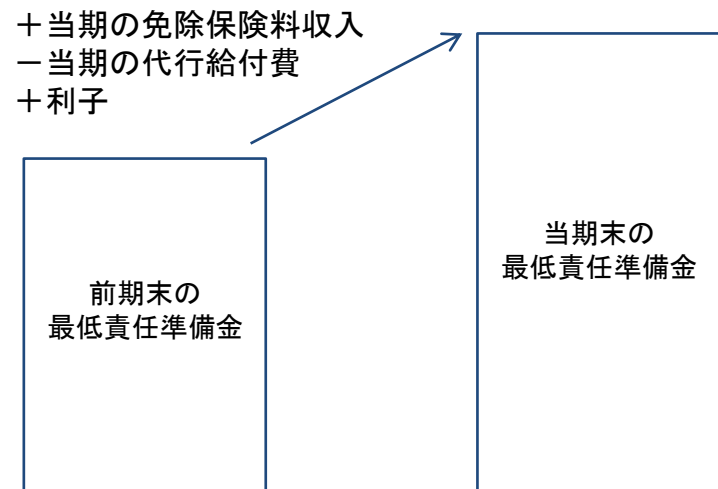 ＋当期の免除保険料収入
－当期の代行給付費
＋利子
前期末の
最低責任準備金
当期末の
最低責任準備金